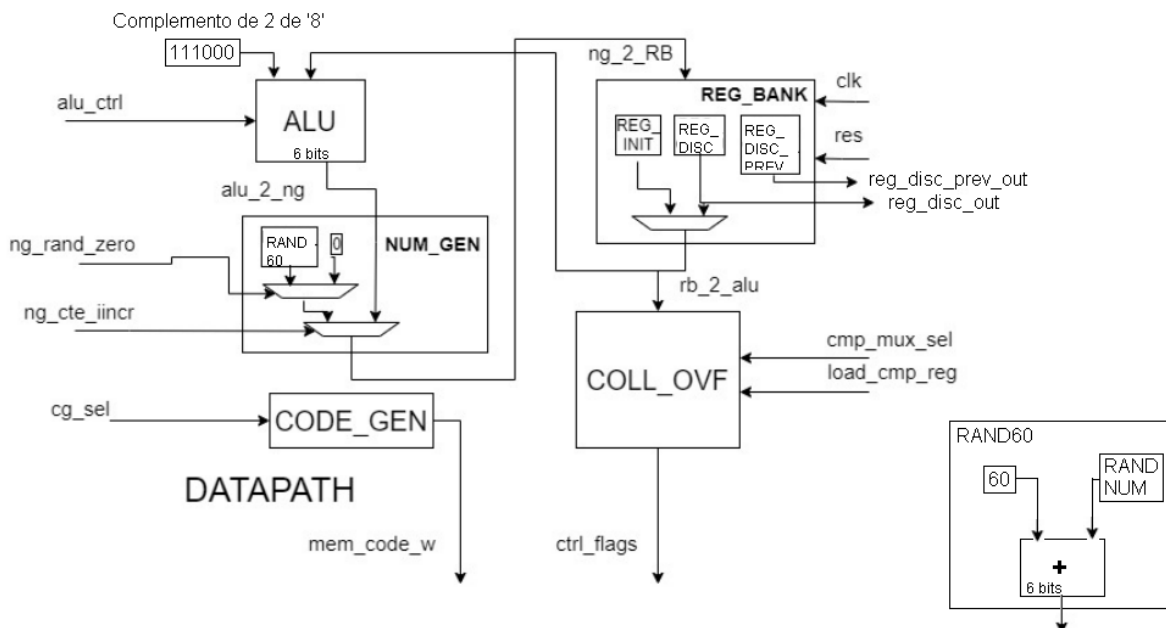 Complemento de 2 de '8'
111000
ng_2_RB
REG_BANK
clk
alu_ctrl
ALU
6 bits
REG_
INIT
REG_
DISC
REG_
DISC_
PREV
res
reg_disc_prev_out
reg_disc_out
alu_2_ng
ng_rand_zero
RAND
60
0
NUM_GEN
rb_2_alu
ng_cte_iincr
cmp_mux_sel
load_cmp_reg
COLL_OVF
cg_sel
CODE_GEN
DATAPATH
mem_code_w
ctrl_flags
RAND60
60
RAND
NUM
+
6 bits